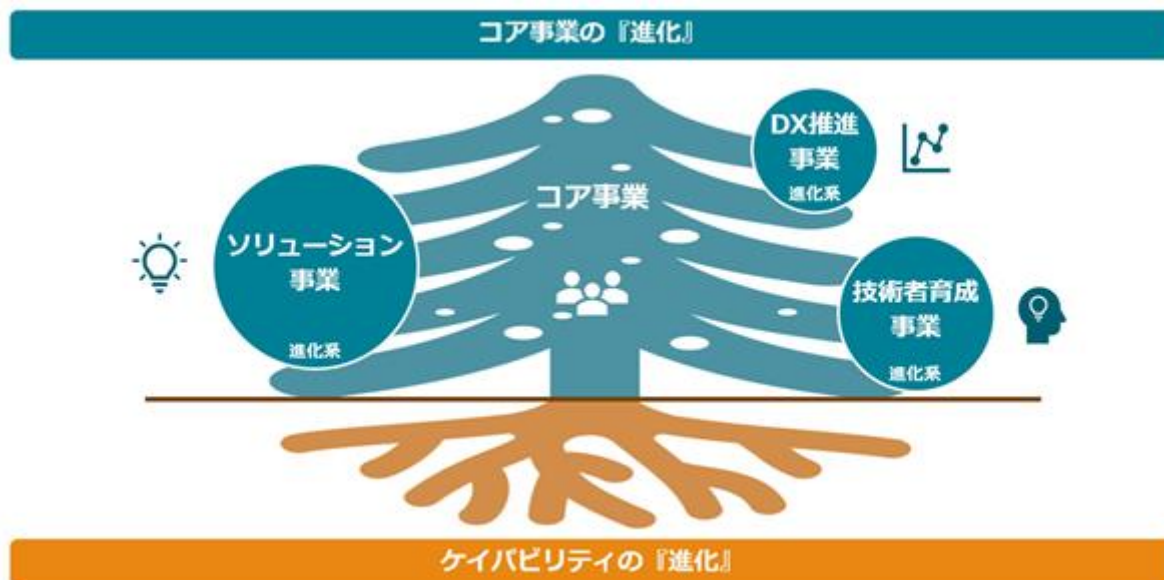 コア事業の『進化』
DX推進
事業
進化系
コア事業
ソリューション
事業
進化系
技術者育成
事業
進化系
ケイパビリティの『進化』